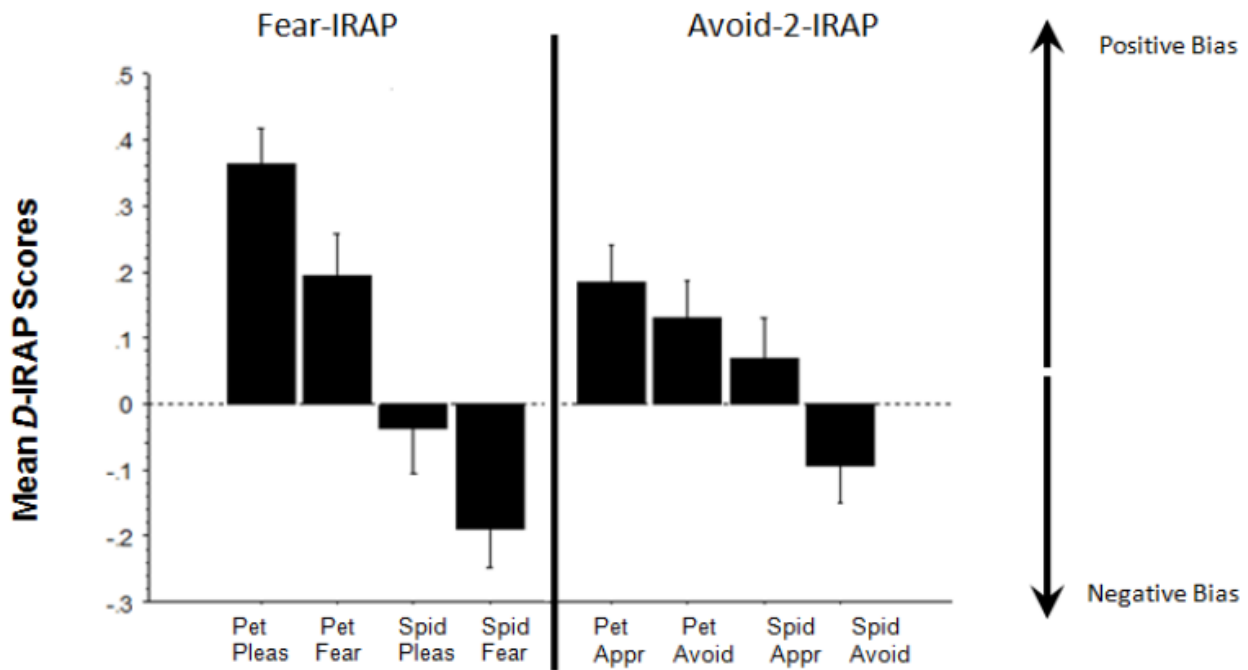 Fear-IRAP
Avoid-2-IRAP
Positive Bias
Mean D-IRAP Scores
.5
.4
.3
.2
.1
0
-.1
-.2
-.3
Pet Pleas
Pet Fear
Spid Pleas
Spid Fear
Pet Appr
Pet Avoid
Spid Appr
Spid Avoid
Negative Bias